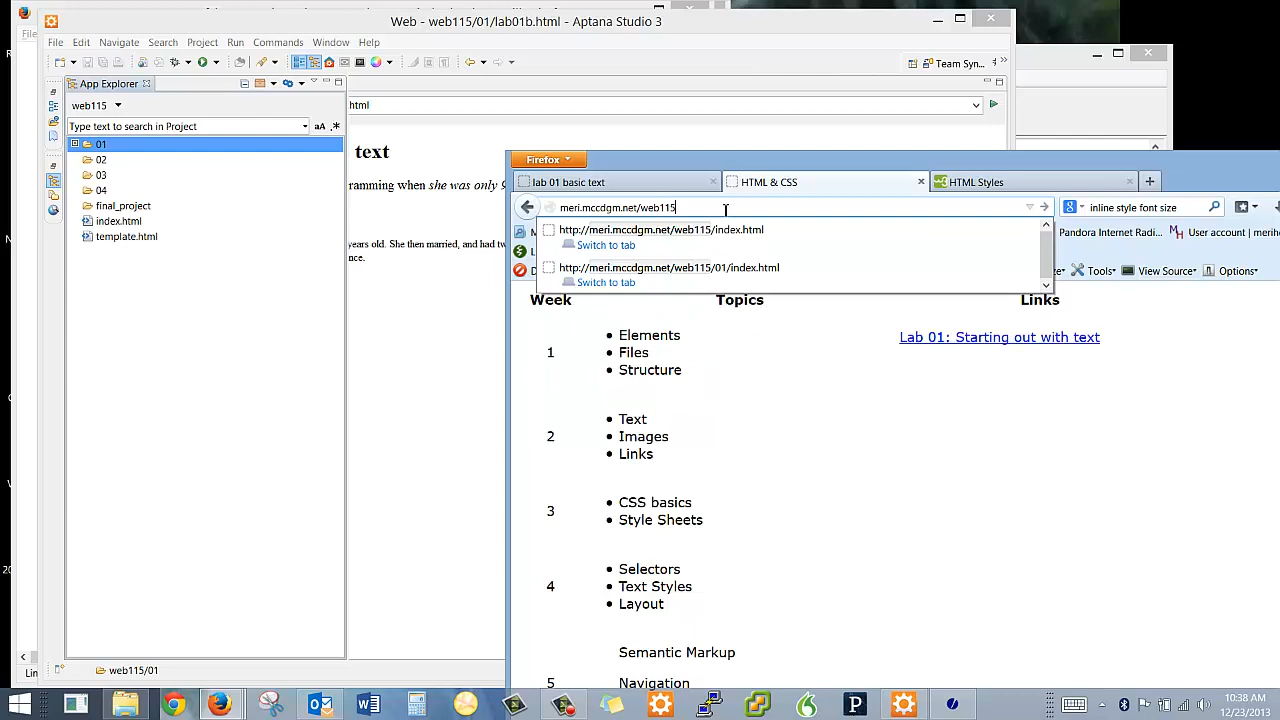 Web - web115/01/lab01b.html - Aptana Studio 3
File Edit Navigate Search Project Run Commands Window Help
Team Syn...
App Explorer
web115
html
Type text to search in Project
aA .*
01
02
03
04
final_project
index.html
template.html
text
ramming when she was only
years old. She then married, and had tw
nce.
web115/01
Firefox
lab 01 basic text
HTML & CSS
HTML Styles
meri.mccdgm.net/web115
inline style font size
http://meri.mccdgm.net/web115/index.html
Switch to tab
http://meri.mccdgm.net/web115/01/index.html
Switch to tab
Pandora Internet Radi...
User account | merihe
Tools
View Source
Options
Week Topics Links
1
Elements
Files
Structure
Lab 01: Starting out with text
2
Text
Images
Links
3
CSS basics
Style Sheets
4
Selectors
Text Styles
Layout
5
Semantic Markup
Navigation
10:38 AM
12/23/2013